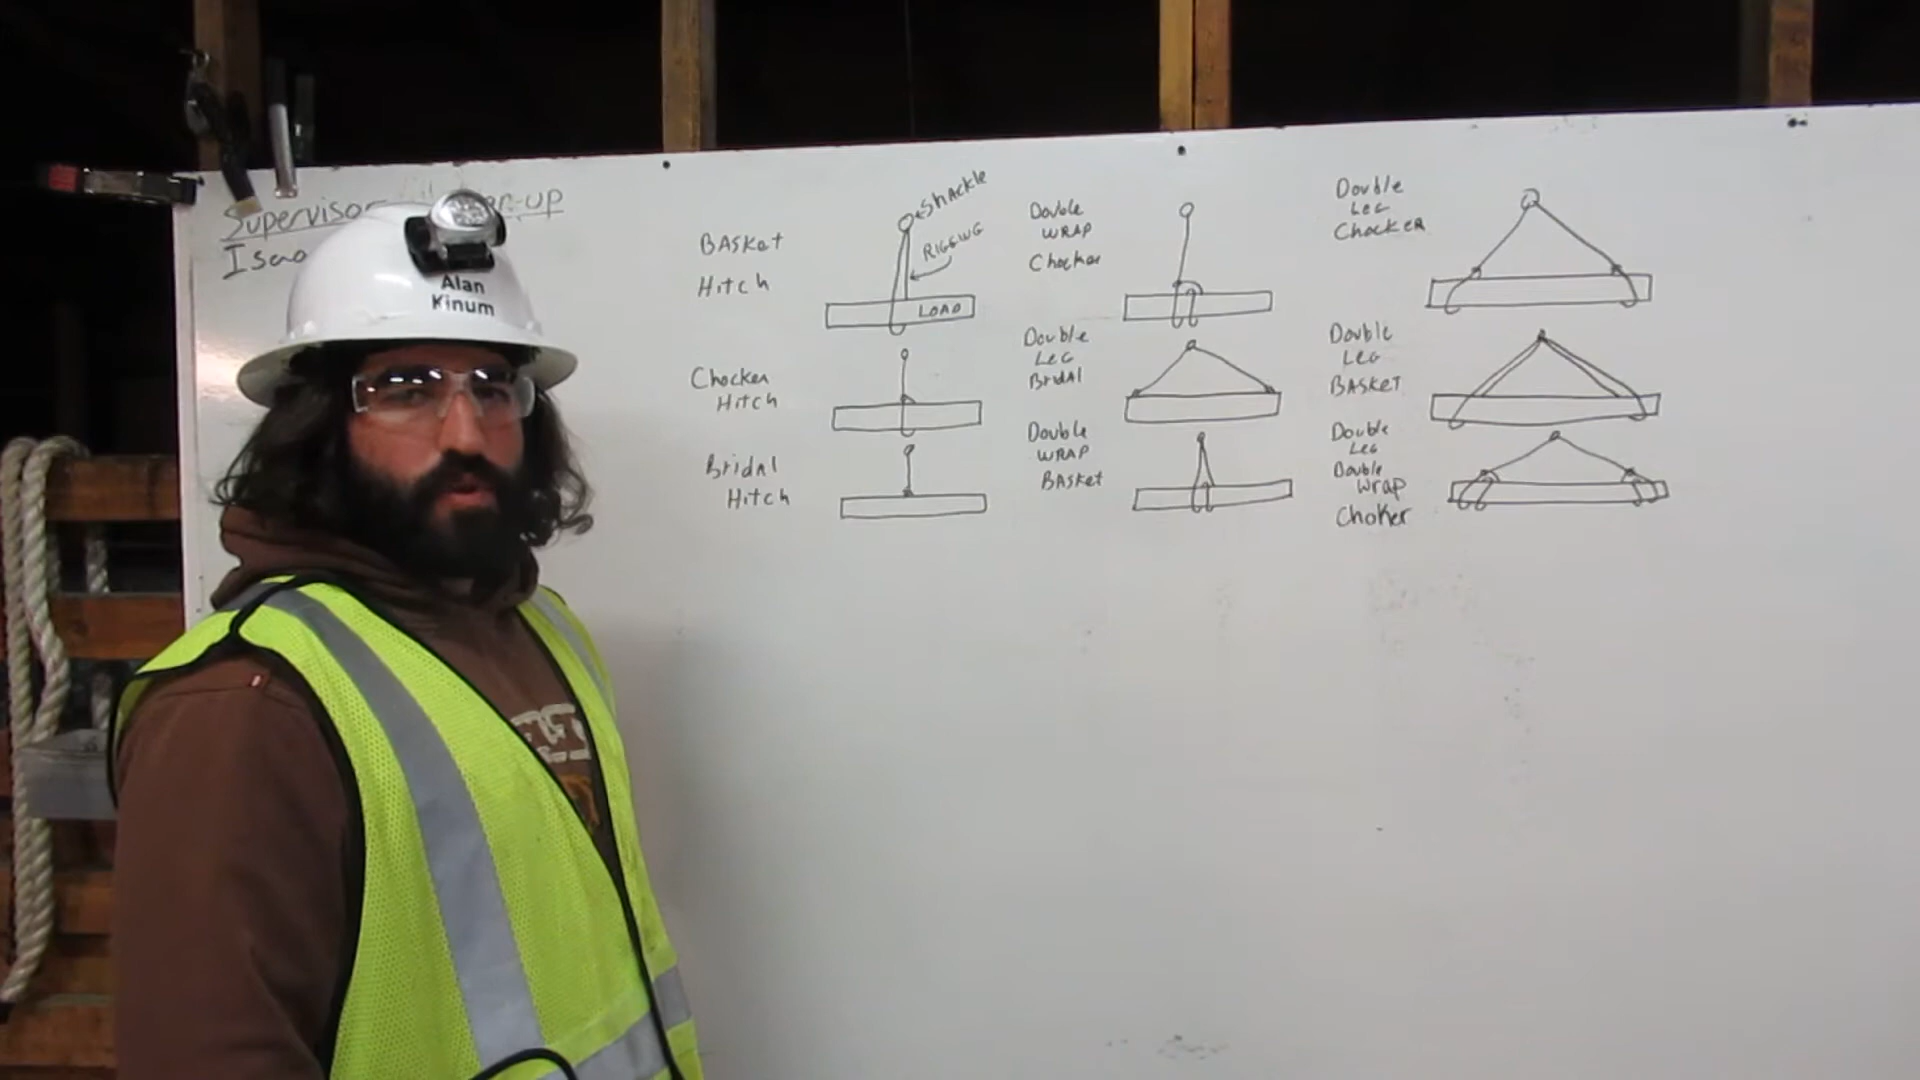 Supervisor
Alan
Kinum
BASket
Hitch
Shackle
RIGGING
LOAD
Chocker
Hitch
Bridal
Hitch
Double
WRAP
Chocker
Double
LEG
Bridal
Double
WRAP
BASket
Double
LEG
Chocker
Double
LEG
BASKET
Double
Leg
Double
Wrap
Choker